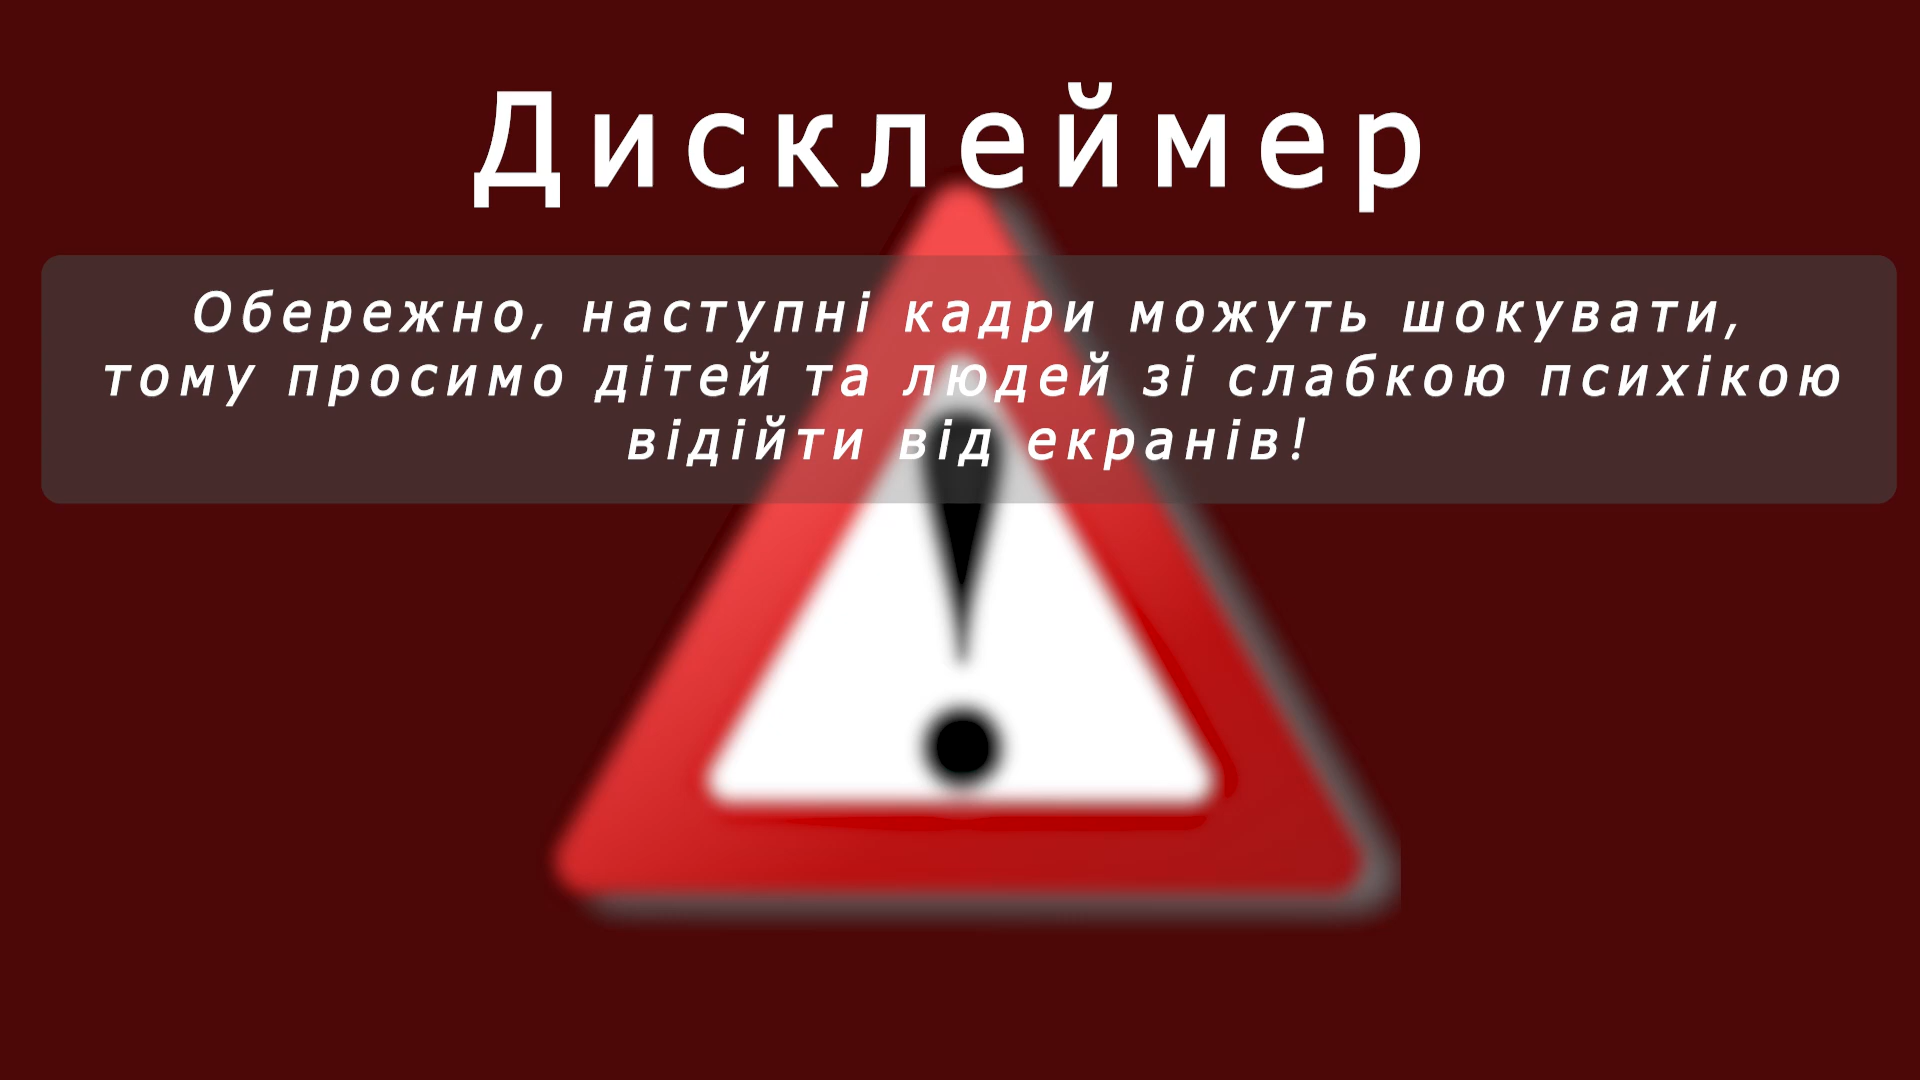 Дисклеймер
Обережно, наступні кадри можуть шокувати,
тому просимо дітей та людей зі слабкою психікою
відійти від екранів!